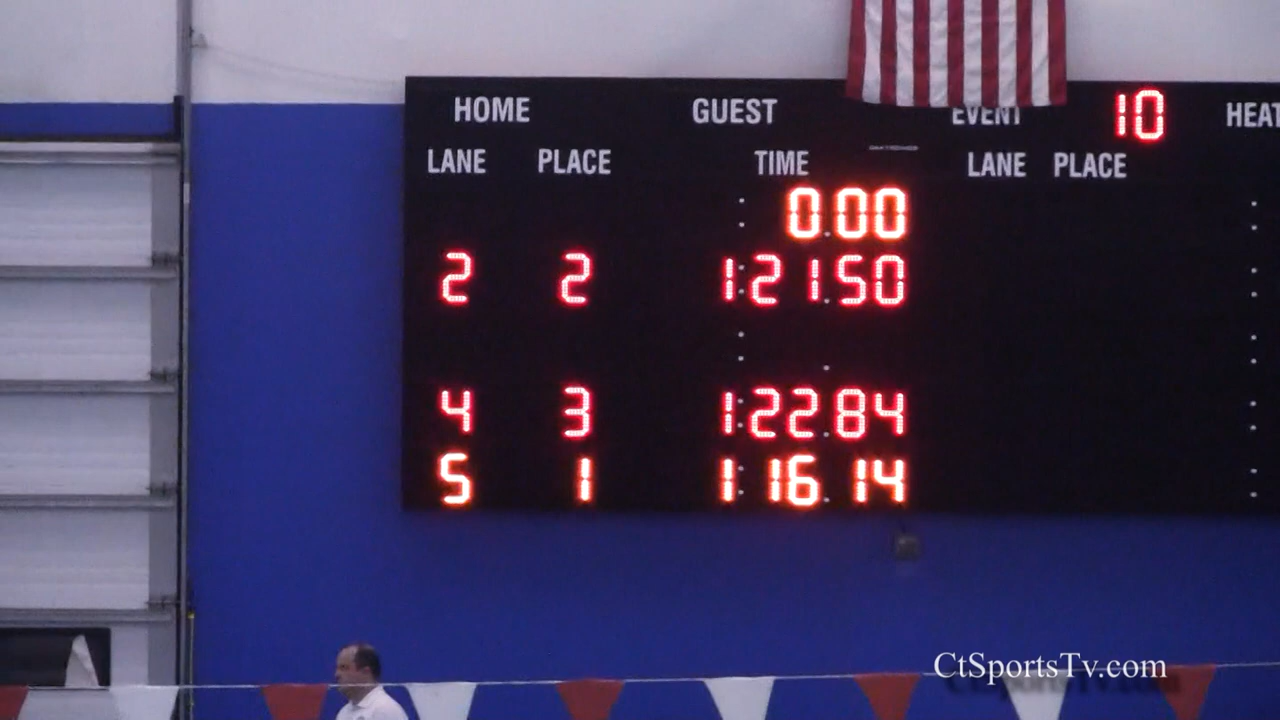 HOME GUEST EVENT 10 HEAT
LANE PLACE TIME LANE PLACE
0.00
2 2 1:21.50
4 3 1:22.84
5 1 1:16.14
CtSportsTv.com